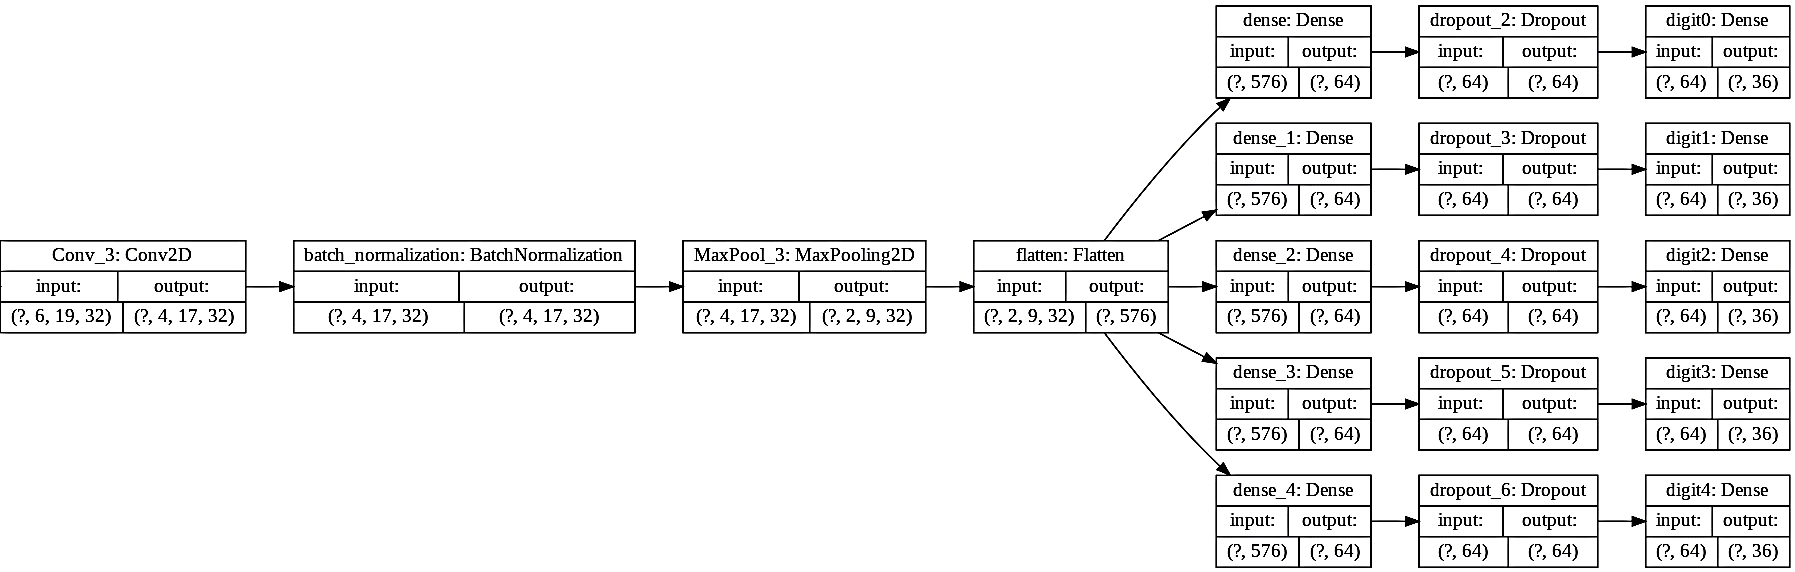 Conv_3: Conv2D
input: output:
(?, 6, 19, 32) (?, 4, 17, 32)
batch_normalization: BatchNormalization
input: output:
(?, 4, 17, 32) (?, 4, 17, 32)
MaxPool_3: MaxPooling2D
input: output:
(?, 4, 17, 32) (?, 2, 9, 32)
flatten: Flatten
input: output:
(?, 2, 9, 32) (?, 576)
dense: Dense
input: output:
(?, 576) (?, 64)
dropout_2: Dropout
input: output:
(?, 64) (?, 64)
digit0: Dense
input: output:
(?, 64) (?, 36)
dense_1: Dense
input: output:
(?, 576) (?, 64)
dropout_3: Dropout
input: output:
(?, 64) (?, 64)
digit1: Dense
input: output:
(?, 64) (?, 36)
dense_2: Dense
input: output:
(?, 576) (?, 64)
dropout_4: Dropout
input: output:
(?, 64) (?, 64)
digit2: Dense
input: output:
(?, 64) (?, 36)
dense_3: Dense
input: output:
(?, 576) (?, 64)
dropout_5: Dropout
input: output:
(?, 64) (?, 64)
digit3: Dense
input: output:
(?, 64) (?, 36)
dense_4: Dense
input: output:
(?, 576) (?, 64)
dropout_6: Dropout
input: output:
(?, 64) (?, 64)
digit4: Dense
input: output:
(?, 64) (?, 36)